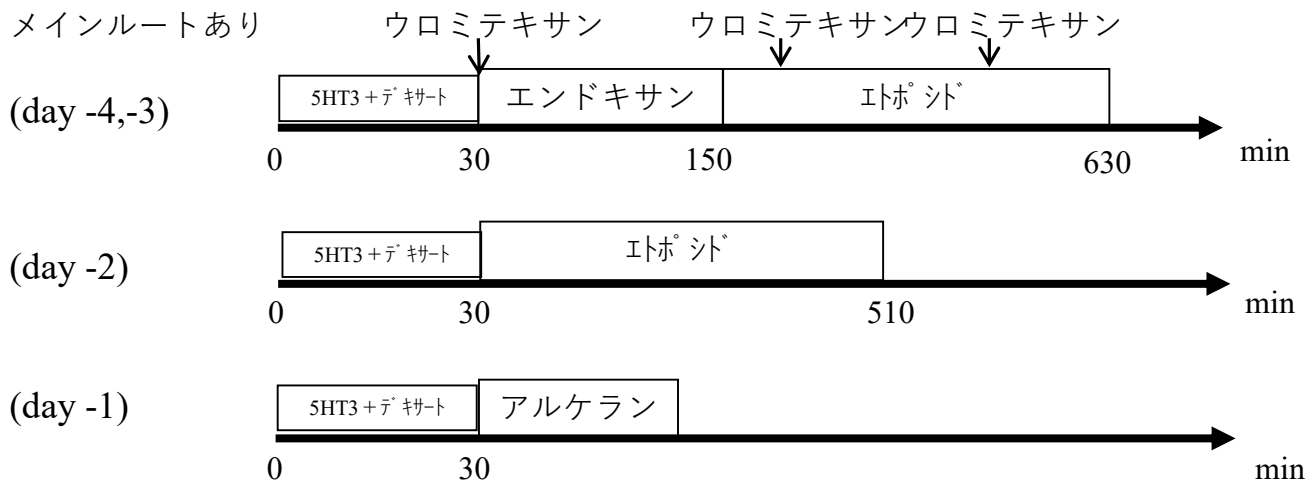 メインルートあり ウロミテキサン ウロミテキサン ウロミテキサン
(day -4,-3) 5HT3+ﾃﾞｷｻｰﾄ エンドキサン ｴﾄﾎﾟｼﾄﾞ
0 30 150 630 min
(day -2) 5HT3+ﾃﾞｷｻｰﾄ ｴﾄﾎﾟｼﾄﾞ
0 30 510 min
(day -1) 5HT3+ﾃﾞｷｻｰﾄ アルケラン
0 30 min